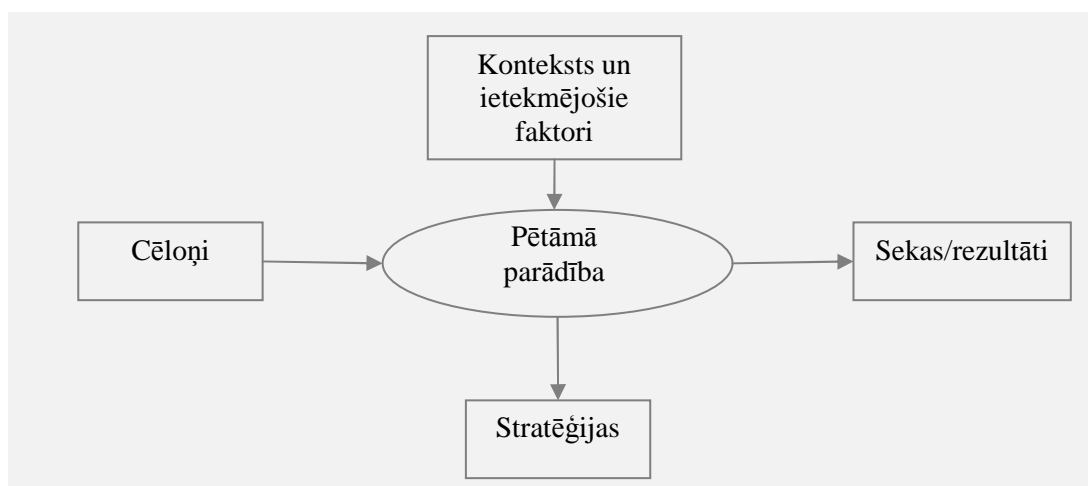 Konteksts un
ietekmējošie
faktori
Cēloņi
Pētāmā
parādība
Sekas/rezultāti
Stratēģijas